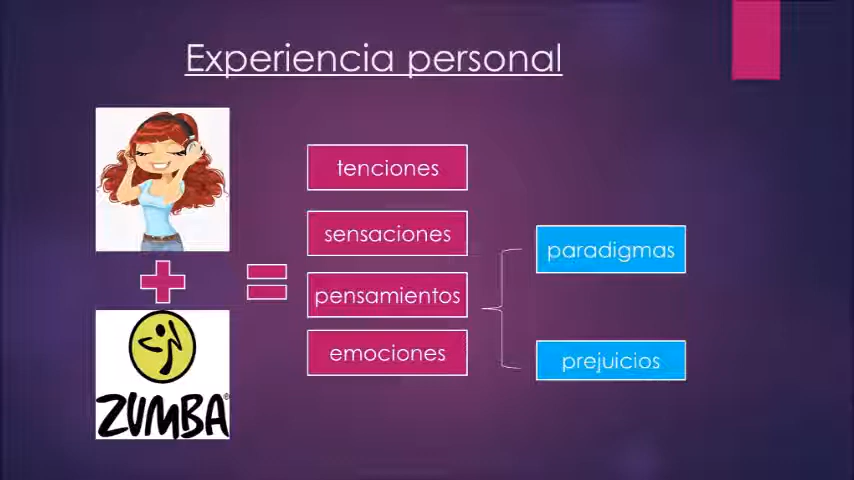 Experiencia personal
tenciones
sensaciones
pensamientos
emociones
paradigmas
prejuicios
ZUMBA®